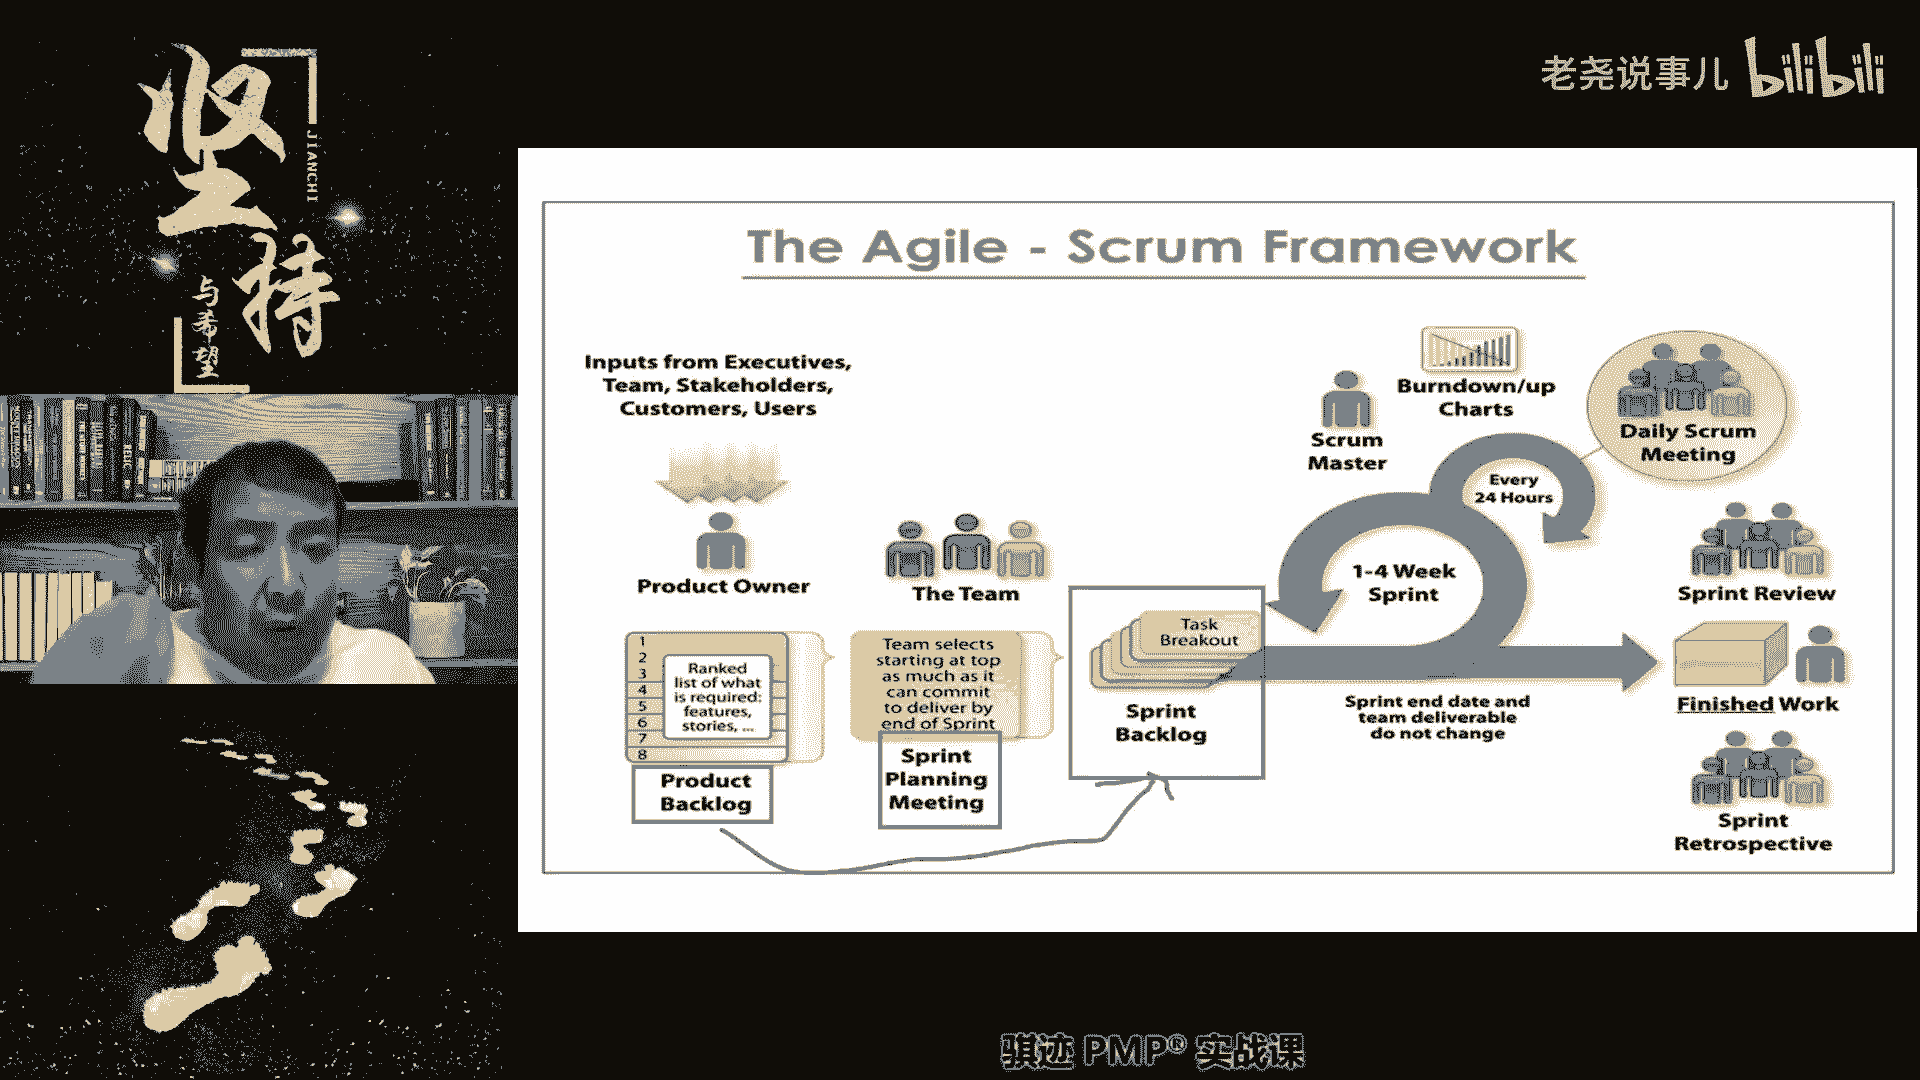 坚持
JIANCHI
与希望
老尧说事儿 bilibili
The Agile - Scrum Framework
Inputs from Executives,
Team, Stakeholders,
Customers, Users
Product Owner
The Team
1
2
3
4
5
6
7
8
Ranked
list of what
is required:
features,
stories, ...
Product
Backlog
Team selects
starting at top
as much as it
can commit
to deliver by
end of Sprint
Sprint
Planning
Meeting
Task
Breakout
Sprint
Backlog
Scrum
Master
Burndown/up
Charts
Daily Scrum
Meeting
Every
24 Hours
1-4 Week
Sprint
Sprint end date and
team deliverable
do not change
Sprint Review
Finished Work
Sprint
Retrospective
骐迹 PMP® 实战课